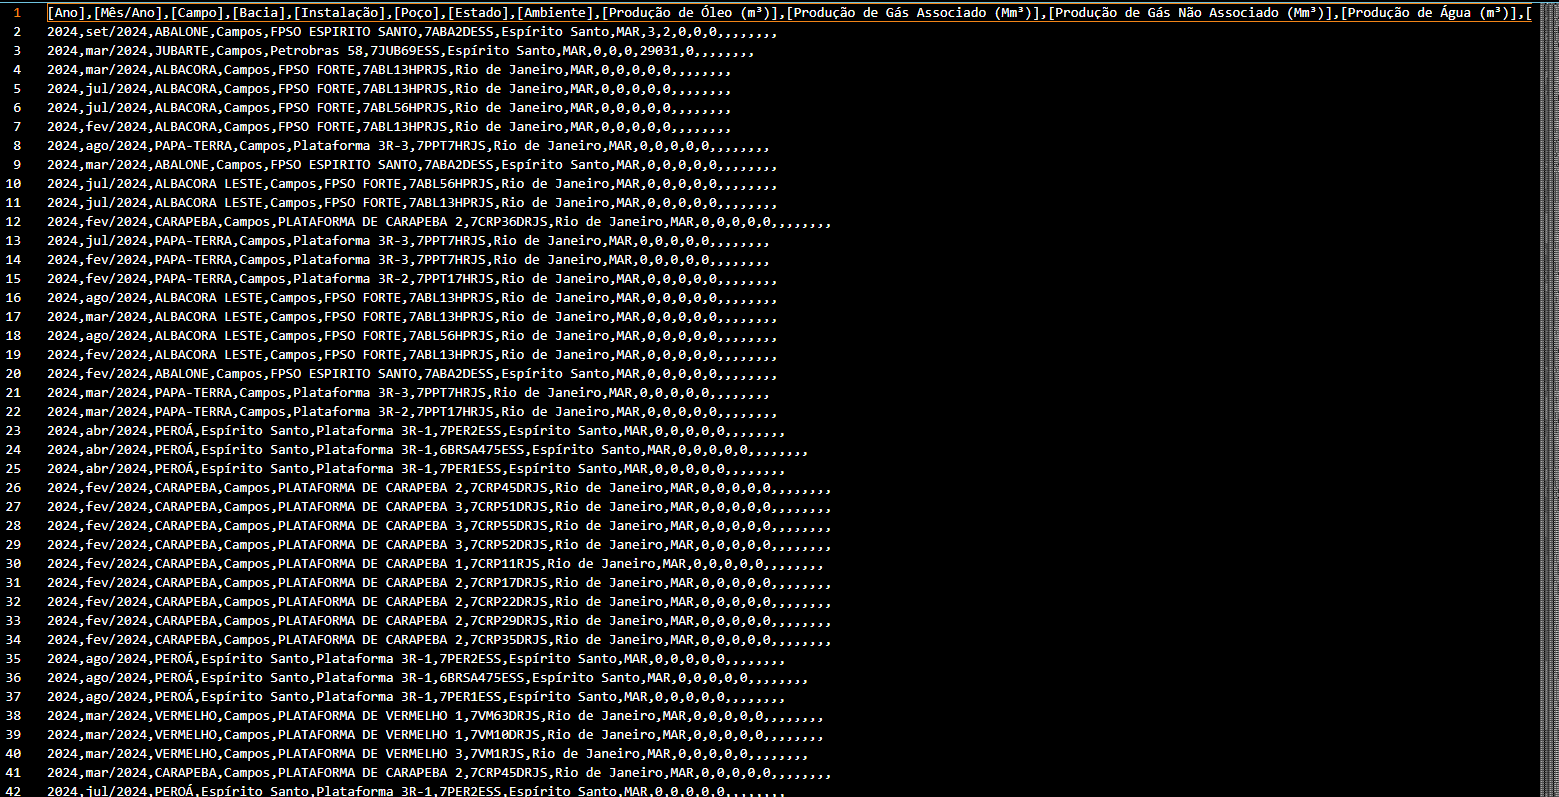 1 [Ano],[Mês/Ano],[Campo],[Bacia],[Instalação],[Poço],[Estado],[Ambiente],[Produção de Óleo (m³)],[Produção de Gás Associado (Mm³)],[Produção de Gás Não Associado (Mm³)],[Produção de Água (m³)],[
2 2024,set/2024,ABALONE,Campos,FPSO ESPIRITO SANTO,7ABA2DESS,Espírito Santo,MAR,3,2,0,0,0,,,,,,,,
3 2024,mar/2024,JUBARTE,Campos,Petrobras 58,7JUB69ESS,Espírito Santo,MAR,0,0,0,29031,0,,,,,,,,
4 2024,mar/2024,ALBACORA,Campos,FPSO FORTE,7ABL13HPRJS,Rio de Janeiro,MAR,0,0,0,0,0,,,,,,,,
5 2024,jul/2024,ALBACORA,Campos,FPSO FORTE,7ABL13HPRJS,Rio de Janeiro,MAR,0,0,0,0,0,,,,,,,,
6 2024,jul/2024,ALBACORA,Campos,FPSO FORTE,7ABL56HPRJS,Rio de Janeiro,MAR,0,0,0,0,0,,,,,,,,
7 2024,fev/2024,ALBACORA,Campos,FPSO FORTE,7ABL13HPRJS,Rio de Janeiro,MAR,0,0,0,0,0,,,,,,,,
8 2024,ago/2024,PAPA-TERRA,Campos,Plataforma 3R-3,7PPT7HRJS,Rio de Janeiro,MAR,0,0,0,0,0,,,,,,,,
9 2024,mar/2024,ABALONE,Campos,FPSO ESPIRITO SANTO,7ABA2DESS,Espírito Santo,MAR,0,0,0,0,0,,,,,,,,
10 2024,jul/2024,ALBACORA LESTE,Campos,FPSO FORTE,7ABL56HPRJS,Rio de Janeiro,MAR,0,0,0,0,0,,,,,,,,
11 2024,jul/2024,ALBACORA LESTE,Campos,FPSO FORTE,7ABL13HPRJS,Rio de Janeiro,MAR,0,0,0,0,0,,,,,,,,
12 2024,fev/2024,CARAPEBA,Campos,PLATAFORMA DE CARAPEBA 2,7CRP36DRJS,Rio de Janeiro,MAR,0,0,0,0,0,,,,,,,,
13 2024,jul/2024,PAPA-TERRA,Campos,Plataforma 3R-3,7PPT7HRJS,Rio de Janeiro,MAR,0,0,0,0,0,,,,,,,,
14 2024,fev/2024,PAPA-TERRA,Campos,Plataforma 3R-3,7PPT7HRJS,Rio de Janeiro,MAR,0,0,0,0,0,,,,,,,,
15 2024,fev/2024,PAPA-TERRA,Campos,Plataforma 3R-2,7PPT17HRJS,Rio de Janeiro,MAR,0,0,0,0,0,,,,,,,,
16 2024,ago/2024,ALBACORA LESTE,Campos,FPSO FORTE,7ABL13HPRJS,Rio de Janeiro,MAR,0,0,0,0,0,,,,,,,,
17 2024,mar/2024,ALBACORA LESTE,Campos,FPSO FORTE,7ABL13HPRJS,Rio de Janeiro,MAR,0,0,0,0,0,,,,,,,,
18 2024,ago/2024,ALBACORA LESTE,Campos,FPSO FORTE,7ABL56HPRJS,Rio de Janeiro,MAR,0,0,0,0,0,,,,,,,,
19 2024,fev/2024,ALBACORA LESTE,Campos,FPSO FORTE,7ABL13HPRJS,Rio de Janeiro,MAR,0,0,0,0,0,,,,,,,,
20 2024,fev/2024,ABALONE,Campos,FPSO ESPIRITO SANTO,7ABA2DESS,Espírito Santo,MAR,0,0,0,0,0,,,,,,,,
21 2024,mar/2024,PAPA-TERRA,Campos,Plataforma 3R-3,7PPT7HRJS,Rio de Janeiro,MAR,0,0,0,0,0,,,,,,,,
22 2024,mar/2024,PAPA-TERRA,Campos,Plataforma 3R-2,7PPT17HRJS,Rio de Janeiro,MAR,0,0,0,0,0,,,,,,,,
23 2024,abr/2024,PEROÁ,Espírito Santo,Plataforma 3R-1,7PER2ESS,Espírito Santo,MAR,0,0,0,0,0,,,,,,,,
24 2024,abr/2024,PEROÁ,Espírito Santo,Plataforma 3R-1,6BRSA475ESS,Espírito Santo,MAR,0,0,0,0,0,,,,,,,,
25 2024,abr/2024,PEROÁ,Espírito Santo,Plataforma 3R-1,7PER1ESS,Espírito Santo,MAR,0,0,0,0,0,,,,,,,,
26 2024,fev/2024,CARAPEBA,Campos,PLATAFORMA DE CARAPEBA 2,7CRP45DRJS,Rio de Janeiro,MAR,0,0,0,0,0,,,,,,,,
27 2024,fev/2024,CARAPEBA,Campos,PLATAFORMA DE CARAPEBA 3,7CRP51DRJS,Rio de Janeiro,MAR,0,0,0,0,0,,,,,,,,
28 2024,fev/2024,CARAPEBA,Campos,PLATAFORMA DE CARAPEBA 3,7CRP55DRJS,Rio de Janeiro,MAR,0,0,0,0,0,,,,,,,,
29 2024,fev/2024,CARAPEBA,Campos,PLATAFORMA DE CARAPEBA 3,7CRP52DRJS,Rio de Janeiro,MAR,0,0,0,0,0,,,,,,,,
30 2024,fev/2024,CARAPEBA,Campos,PLATAFORMA DE CARAPEBA 1,7CRP11RJS,Rio de Janeiro,MAR,0,0,0,0,0,,,,,,,,
31 2024,fev/2024,CARAPEBA,Campos,PLATAFORMA DE CARAPEBA 2,7CRP17DRJS,Rio de Janeiro,MAR,0,0,0,0,0,,,,,,,,
32 2024,fev/2024,CARAPEBA,Campos,PLATAFORMA DE CARAPEBA 2,7CRP22DRJS,Rio de Janeiro,MAR,0,0,0,0,0,,,,,,,,
33 2024,fev/2024,CARAPEBA,Campos,PLATAFORMA DE CARAPEBA 2,7CRP29DRJS,Rio de Janeiro,MAR,0,0,0,0,0,,,,,,,,
34 2024,fev/2024,CARAPEBA,Campos,PLATAFORMA DE CARAPEBA 2,7CRP35DRJS,Rio de Janeiro,MAR,0,0,0,0,0,,,,,,,,
35 2024,ago/2024,PEROÁ,Espírito Santo,Plataforma 3R-1,7PER2ESS,Espírito Santo,MAR,0,0,0,0,0,,,,,,,,
36 2024,ago/2024,PEROÁ,Espírito Santo,Plataforma 3R-1,6BRSA475ESS,Espírito Santo,MAR,0,0,0,0,0,,,,,,,,
37 2024,ago/2024,PEROÁ,Espírito Santo,Plataforma 3R-1,7PER1ESS,Espírito Santo,MAR,0,0,0,0,0,,,,,,,,
38 2024,mar/2024,VERMELHO,Campos,PLATAFORMA DE VERMELHO 1,7VM63DRJS,Rio de Janeiro,MAR,0,0,0,0,0,,,,,,,,
39 2024,mar/2024,VERMELHO,Campos,PLATAFORMA DE VERMELHO 1,7VM10DRJS,Rio de Janeiro,MAR,0,0,0,0,0,,,,,,,,
40 2024,mar/2024,VERMELHO,Campos,PLATAFORMA DE VERMELHO 3,7VM1RJS,Rio de Janeiro,MAR,0,0,0,0,0,,,,,,,,
41 2024,mar/2024,CARAPEBA,Campos,PLATAFORMA DE CARAPEBA 2,7CRP45DRJS,Rio de Janeiro,MAR,0,0,0,0,0,,,,,,,,
42 2024,jul/2024,PEROÁ,Espírito Santo,Plataforma 3R-1,7PER2ESS,Espírito Santo,MAR,0,0,0,0,0,,,,,,,,